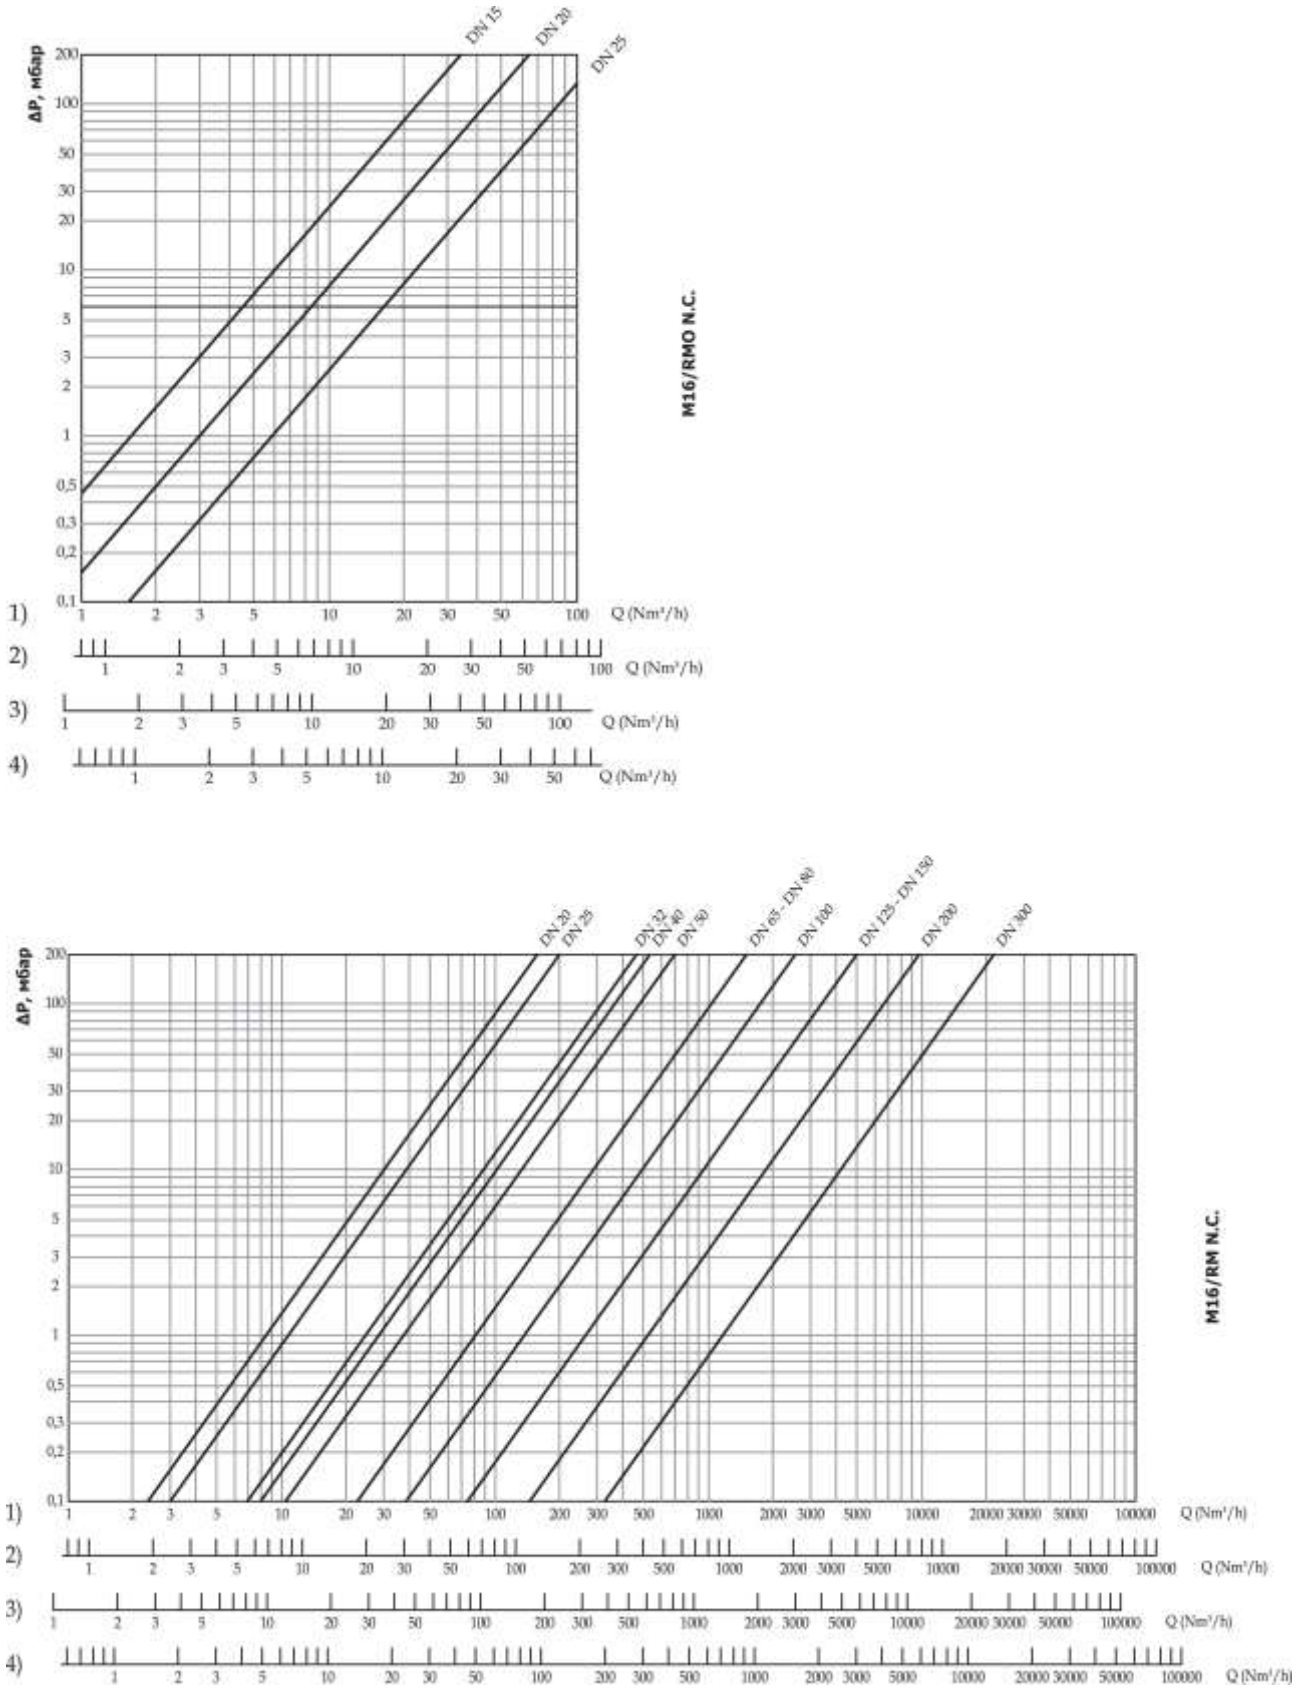 DN 15
DN 20
DN 25
ΔP, мбар
200
100
50
30
20
10
5
3
2
1
0,5
0,3
0,2
0,1
M16/RMO N.C.
1) 1 2 3 5 10 20 30 50 100 Q (Nm³/h)
2) 1 2 3 5 10 20 30 50 100 Q (Nm³/h)
3) 1 2 3 5 10 20 30 50 100 Q (Nm³/h)
4) 1 2 3 5 10 20 30 50 Q (Nm³/h)
DN 20
DN 25
DN 32
DN 40
DN 50
DN 65 - DN 80
DN 100
DN 125 - DN 150
DN 200
DN 300
ΔP, мбар
200
100
50
30
20
10
5
3
2
1
0,5
0,3
0,2
0,1
M16/RM N.C.
1) 1 2 3 5 10 20 30 50 100 200 300 500 1000 2000 3000 5000 10000 20000 30000 50000 100000 Q (Nm³/h)
2) 1 2 3 5 10 20 30 50 100 200 300 500 1000 2000 3000 5000 10000 20000 30000 50000 100000 Q (Nm³/h)
3) 1 2 3 5 10 20 30 50 100 200 300 500 1000 2000 3000 5000 10000 20000 30000 50000 100000 Q (Nm³/h)
4) 1 2 3 5 10 20 30 50 100 200 300 500 1000 2000 3000 5000 10000 20000 30000 50000 100000 Q (Nm³/h)